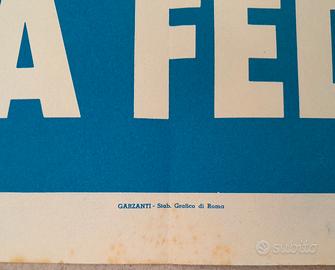 A FE
GARZANTI - Stab. Grafico di Roma
subito